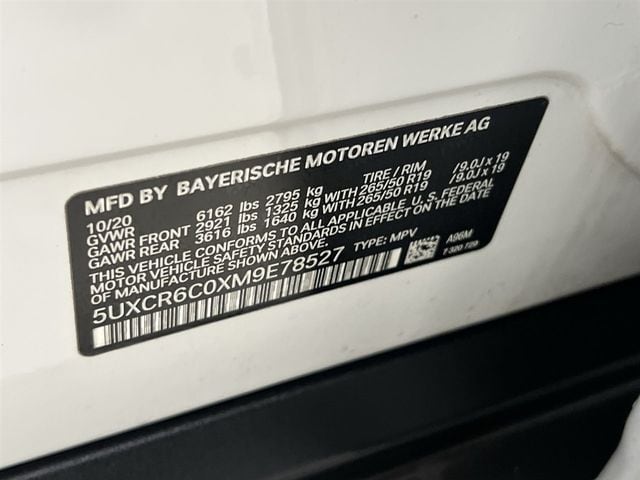 MFD BY BAYERISCHE MOTOREN WERKE AG
10/20 TIRE / RIM
GVWR 6162 lbs 2795 kg
GAWR FRONT 2921 lbs 1325 kg WITH 265/50 R19 /9.0J x 19
GAWR REAR 3616 lbs 1640 kg WITH 265/50 R19 /9.0J x 19
THIS VEHICLE CONFORMS TO ALL APPLICABLE U.S. FEDERAL
MOTOR VEHICLE SAFETY STANDARDS IN EFFECT ON THE DATE
OF MANUFACTURE SHOWN ABOVE.
5UXCR6C0XM9E78527 TYPE: MPV A96M
T 320 729